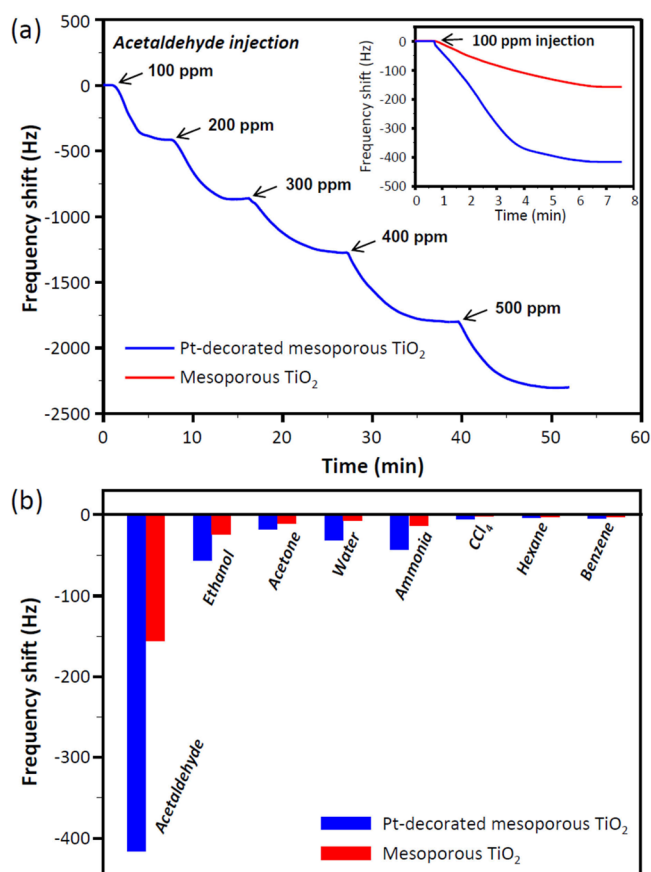 (a)
500
0
-500
-1000
-1500
-2000
-2500
Frequency shift (Hz)
Acetaldehyde injection
100 ppm
200 ppm
300 ppm
400 ppm
500 ppm
Pt-decorated mesoporous TiO₂
Mesoporous TiO₂
0 10 20 30 40 50 60
Time (min)
0
-100
-200
-300
-400
-500
Frequency shift (Hz)
100 ppm injection
0 1 2 3 4 5 6 7 8
Time (min)
(b)
0
-100
-200
-300
-400
Frequency shift (Hz)
Acetaldehyde
Ethanol
Acetone
Water
Ammonia
CCl₄
Hexane
Benzene
Pt-decorated mesoporous TiO₂
Mesoporous TiO₂